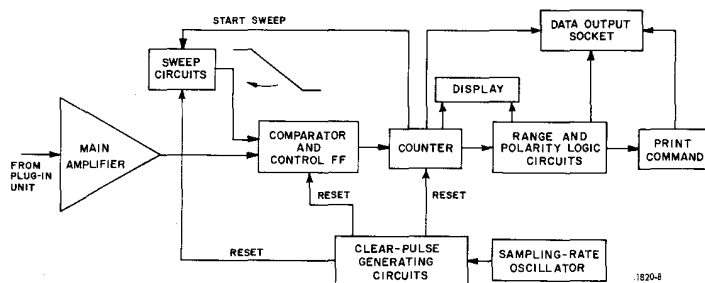 START SWEEP
DATA OUTPUT
SOCKET
SWEEP
CIRCUITS
DISPLAY
MAIN
AMPLIFIER
COMPARATOR
AND
CONTROL FF
COUNTER
RANGE AND
POLARITY LOGIC
CIRCUITS
PRINT
COMMAND
FROM
PLUG-IN
UNIT
RESET
RESET
RESET
CLEAR-PULSE
GENERATING
CIRCUITS
SAMPLING-RATE
OSCILLATOR
1820-8